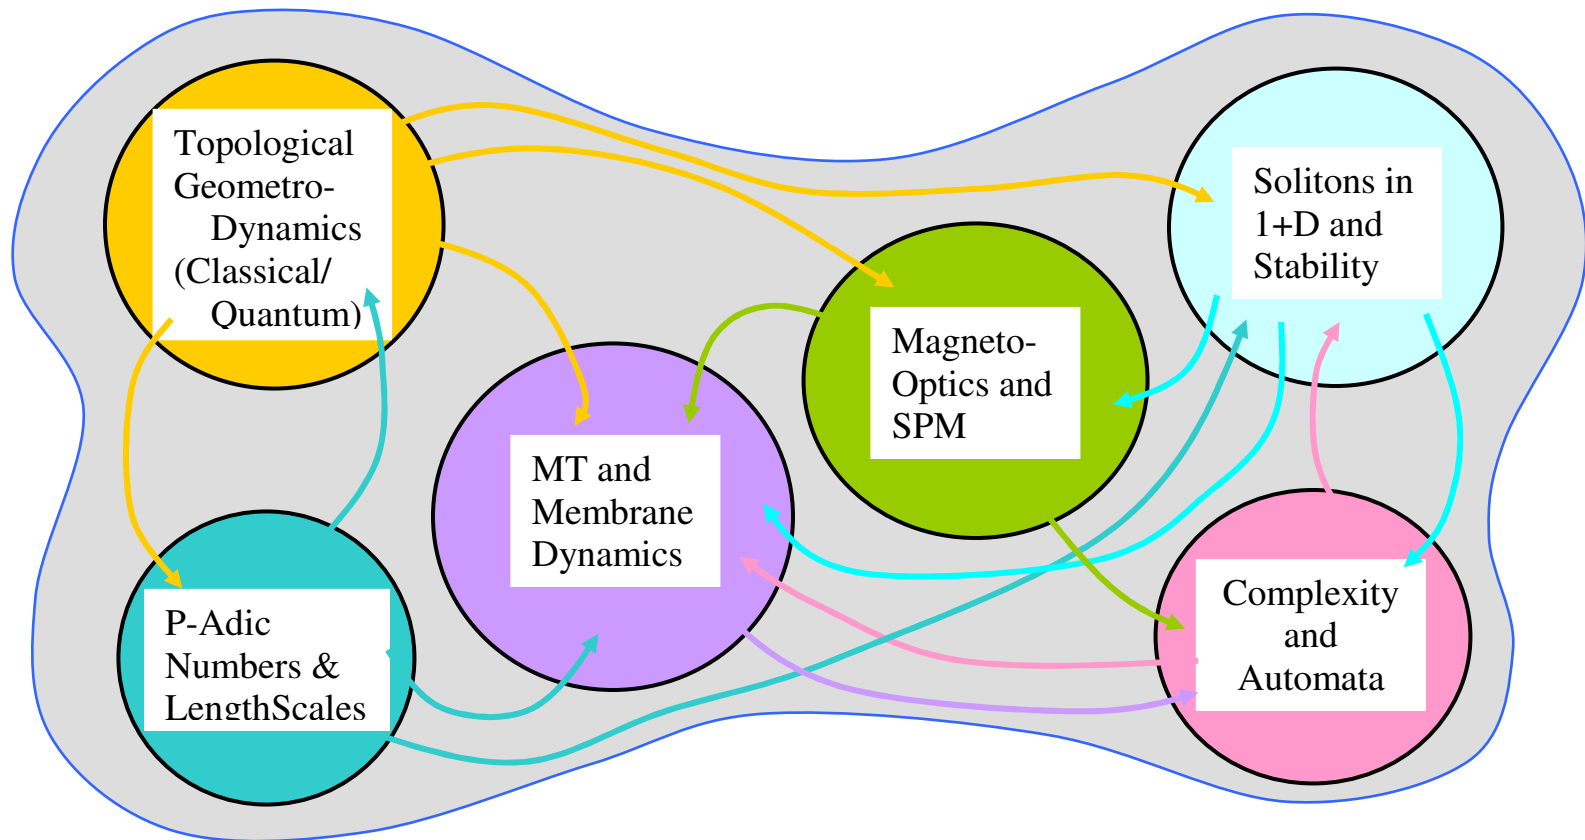 Topological
Geometro-
Dynamics
(Classical/
Quantum)
Solitons in
1+D and
Stability
Magneto-
Optics and
SPM
MT and
Membrane
Dynamics
P-Adic
Numbers &
LengthScales
Complexity
and
Automata